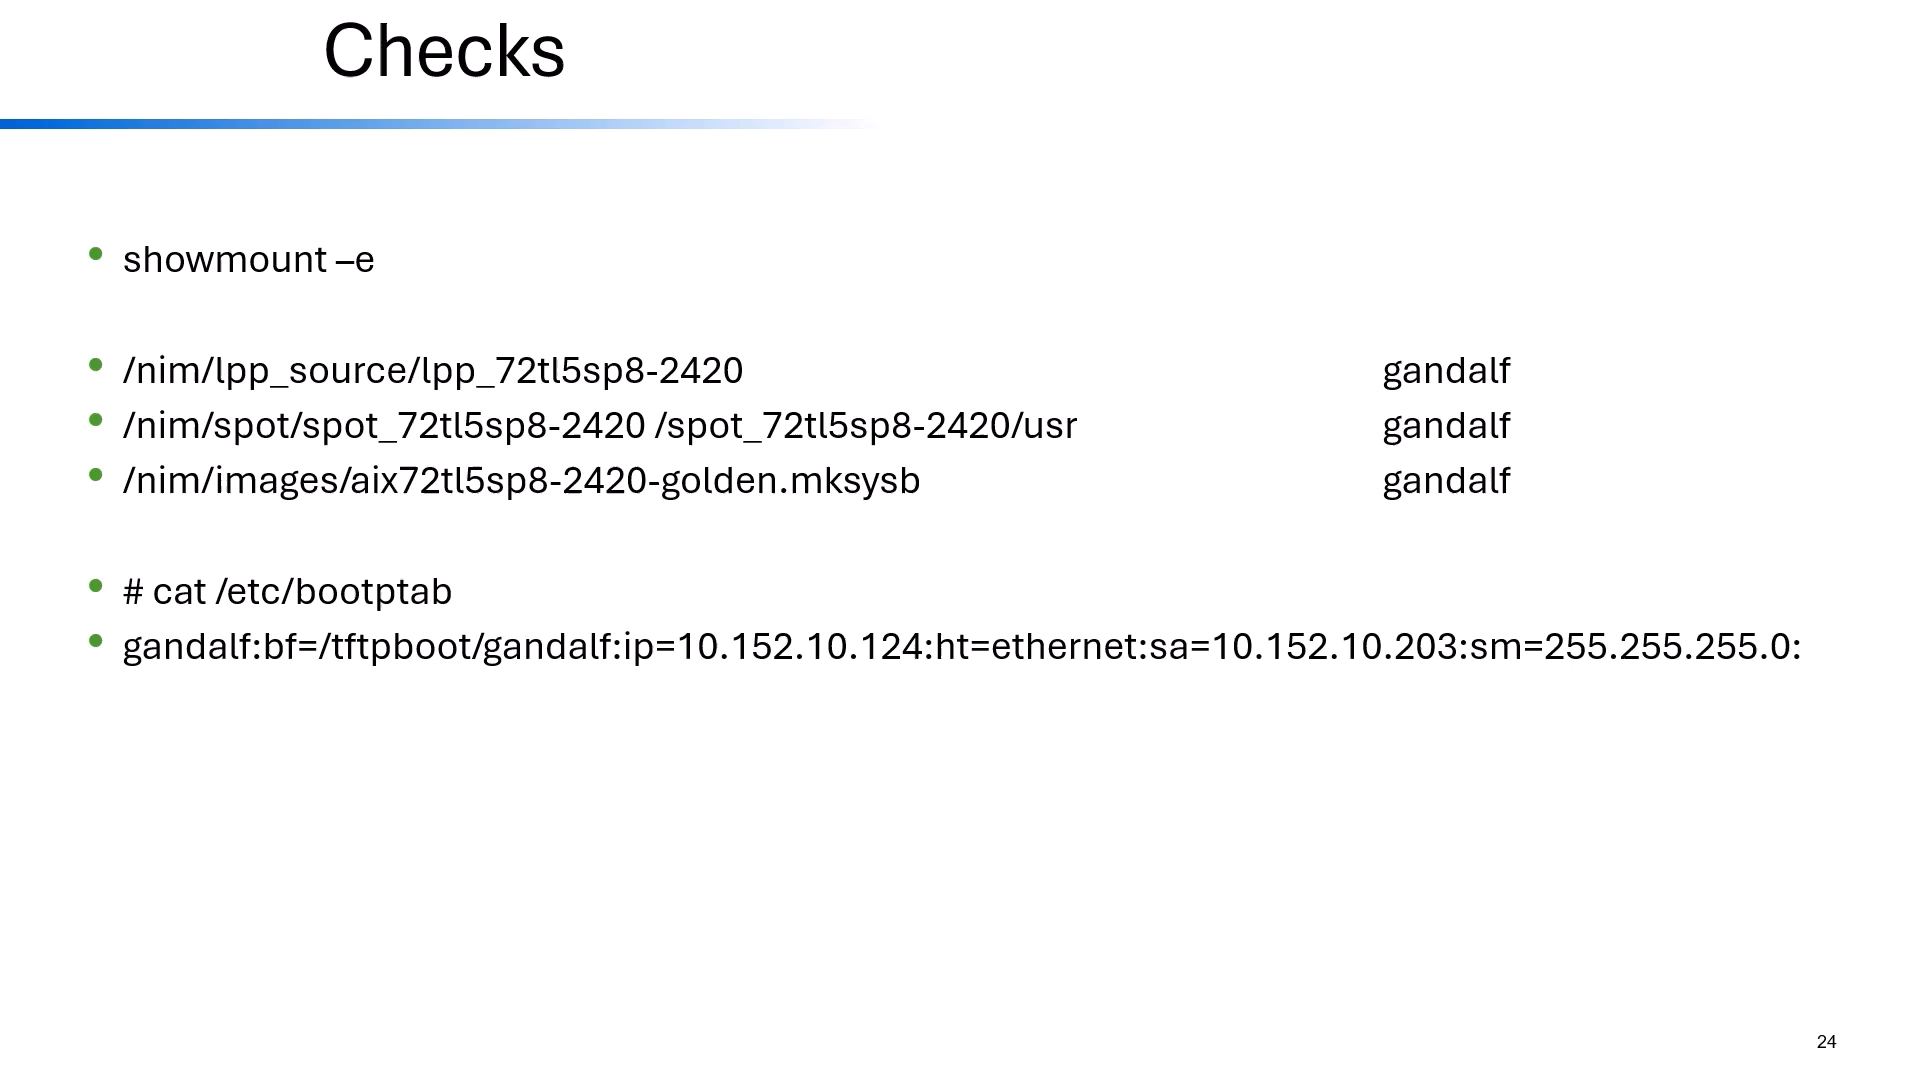 Checks
showmount –e
/nim/lpp_source/lpp_72tl5sp8-2420 gandalf
/nim/spot/spot_72tl5sp8-2420 /spot_72tl5sp8-2420/usr gandalf
/nim/images/aix72tl5sp8-2420-golden.mksysb gandalf
# cat /etc/bootptab
gandalf:bf=/tftpboot/gandalf:ip=10.152.10.124:ht=ethernet:sa=10.152.10.203:sm=255.255.255.0:
24